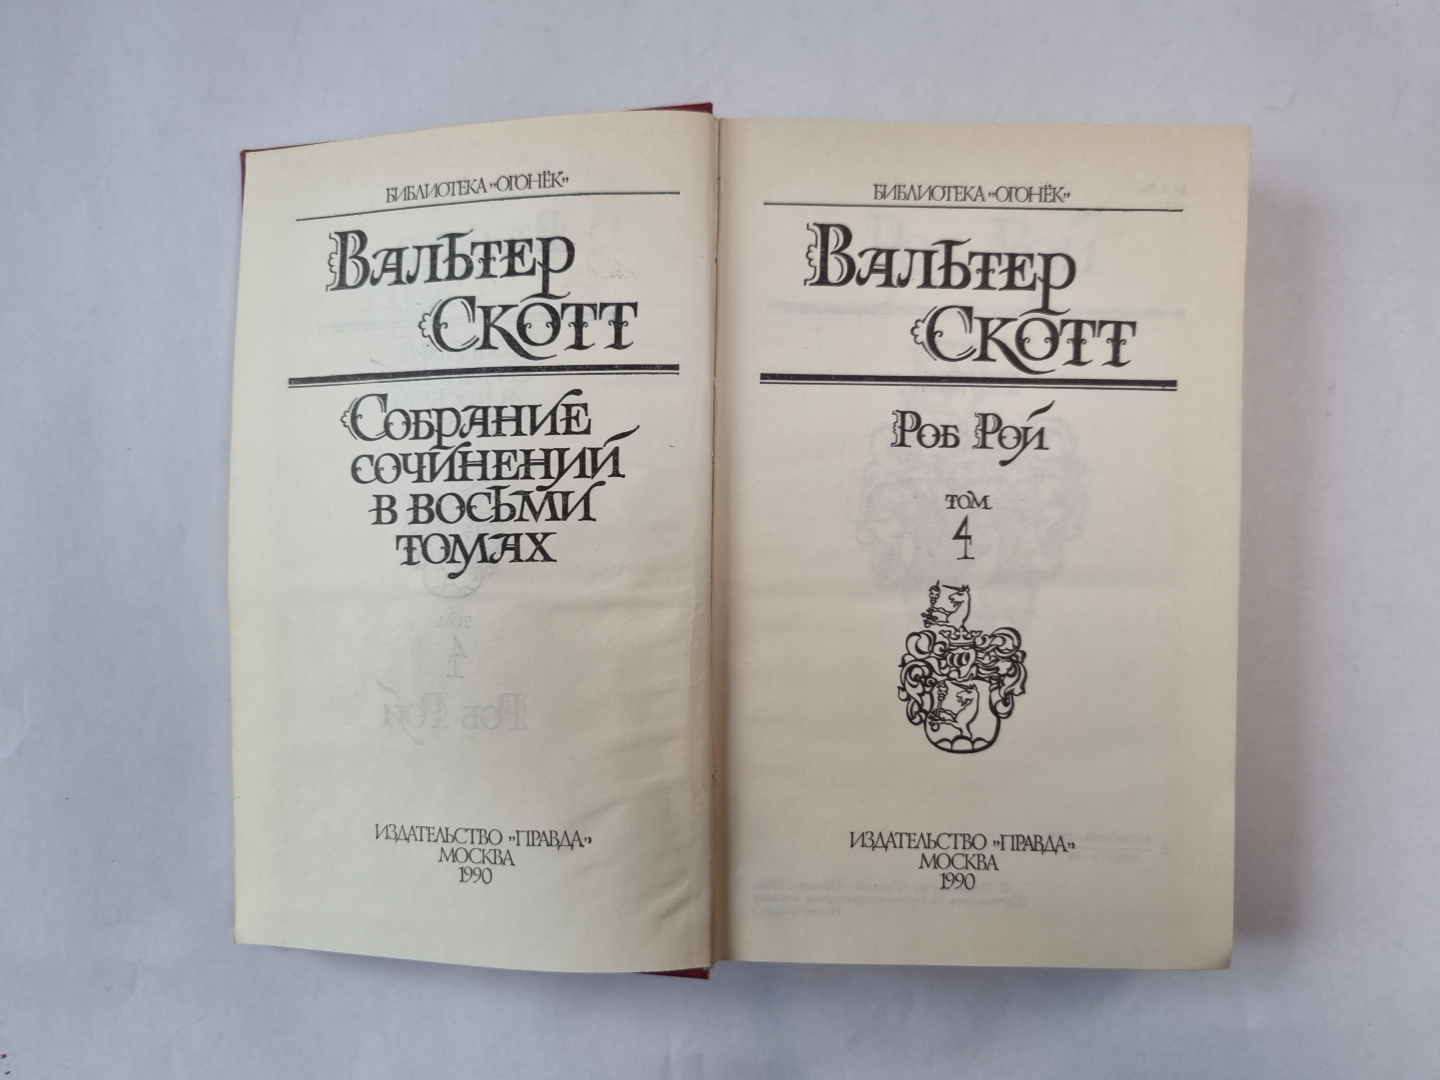 БИБЛИОТЕКА „ОГОНЁК"
ВАЛЬТЕР
СКОТТ
СОБРАНИЕ
СОЧИНЕНИЙ
В ВОСЬМИ
ТОМАХ
ИЗДАТЕЛЬСТВО „ПРАВДА"
МОСКВА
1990
БИБЛИОТЕКА „ОГОНЁК"
ВАЛЬТЕР
СКОТТ
РОБ РОЙ
ТОМ
4
ИЗДАТЕЛЬСТВО „ПРАВДА"
МОСКВА
1990